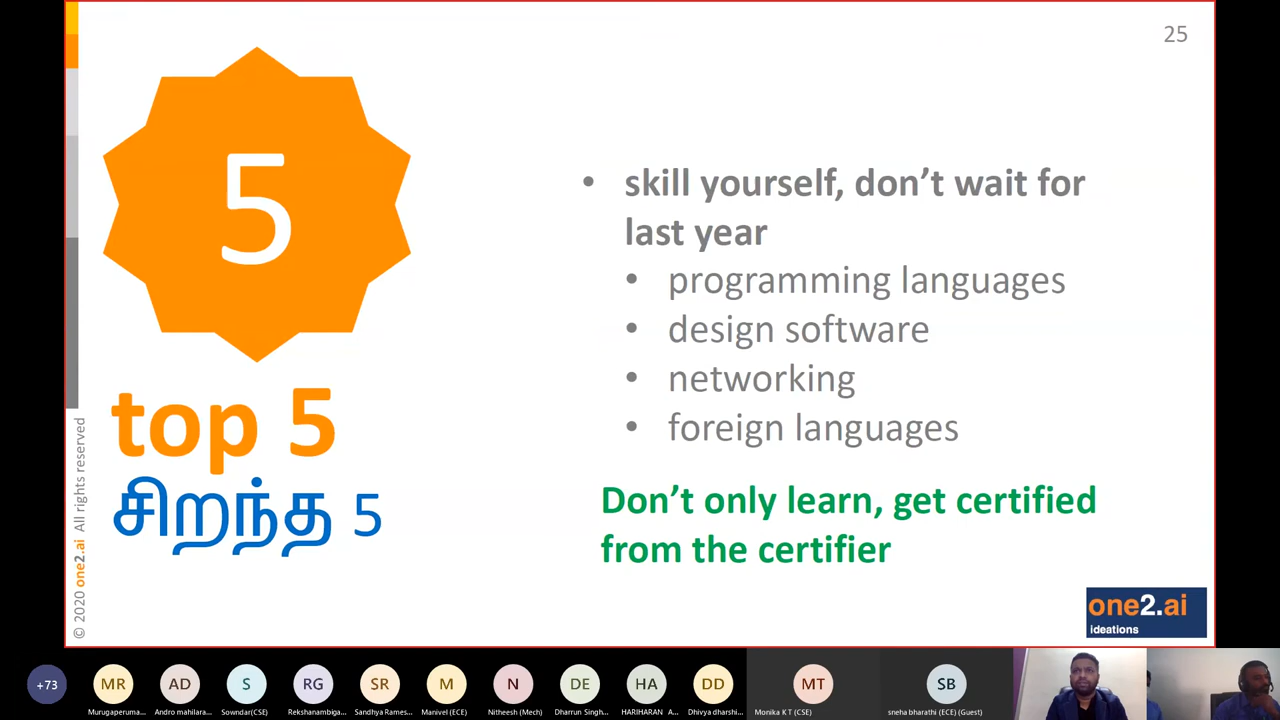 25
5
top 5
சிறந்த 5
• skill yourself, don't wait for
last year
• programming languages
• design software
• networking
• foreign languages
Don't only learn, get certified
from the certifier
© 2020 one2.ai All rights reserved
one2.ai
ideations
+73
MR
AD
S
RG
SR
M
N
DE
HA
DD
MT
SB
Murugaperuma...
Andro mahilara...
Sowndar(CSE)
Rekshanambiga...
Sandhya Rames...
Manivel (ECE)
Nitheesh (Mech)
Dharrun Singh...
HARIHARAN A...
Dhivya dharshi...
Monika K T (CSE)
sneha bharathi (ECE) (Guest)